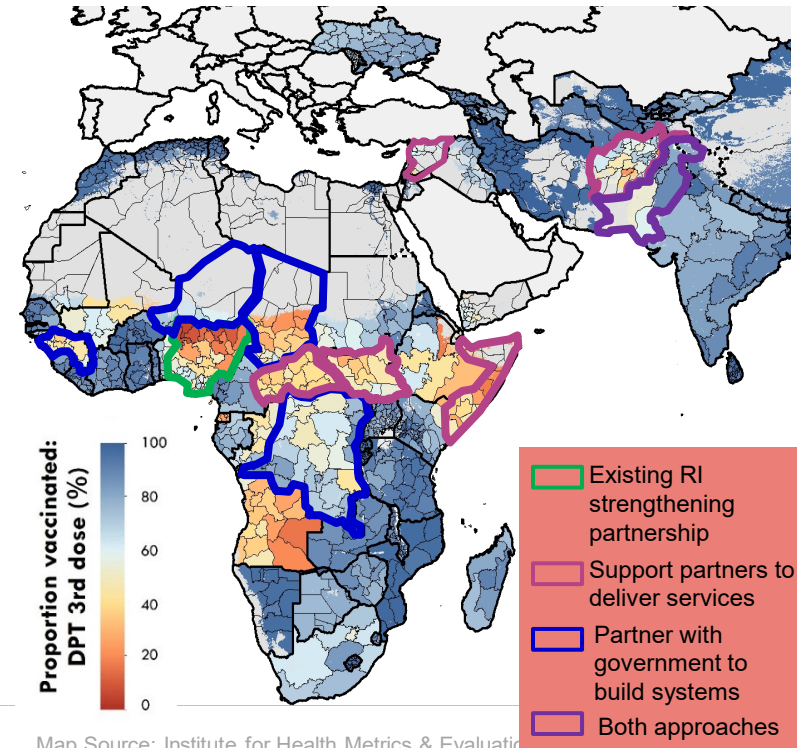 Proportion vaccinated:
DPT 3rd dose (%)
100
80
60
40
20
0
Existing RI
strengthening
partnership
Support partners to
deliver services
Partner with
government to
build systems
Both approaches
Map Source: Institute for Health Metrics & Evaluatio